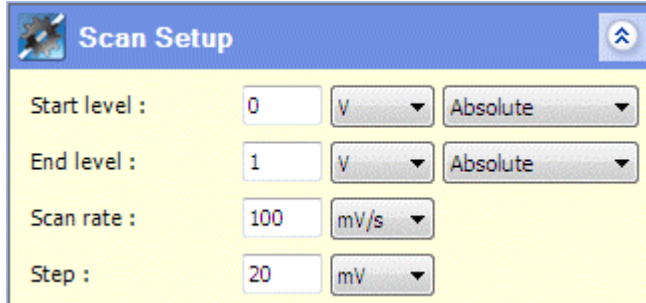 Scan Setup
Start level : 0 V Absolute
End level : 1 V Absolute
Scan rate : 100 mV/s
Step : 20 mV